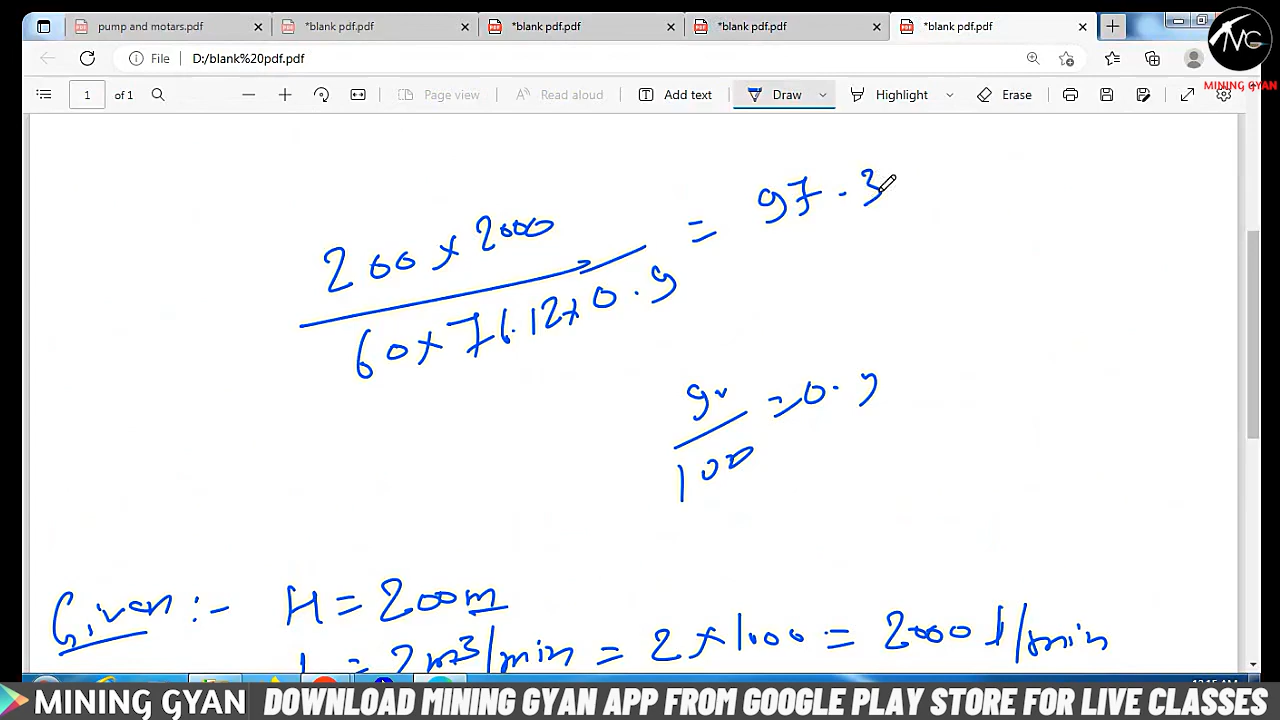 pump and motars.pdf
*blank pdf.pdf
*blank pdf.pdf
*blank pdf.pdf
*blank pdf.pdf
File D:/blank%20pdf.pdf
1 of 1 Page view Read aloud Add text Draw Highlight Erase
MINING GYAN
200 x 2000 = 97.3
60 x 76.12 x 0.9
90 = 0.9
100
Given :- H = 200m
= 2m3/min = 2 x 1000 = 2000 l/min
MINING GYAN DOWNLOAD MINING GYAN APP FROM GOOGLE PLAY STORE FOR LIVE CLASSES